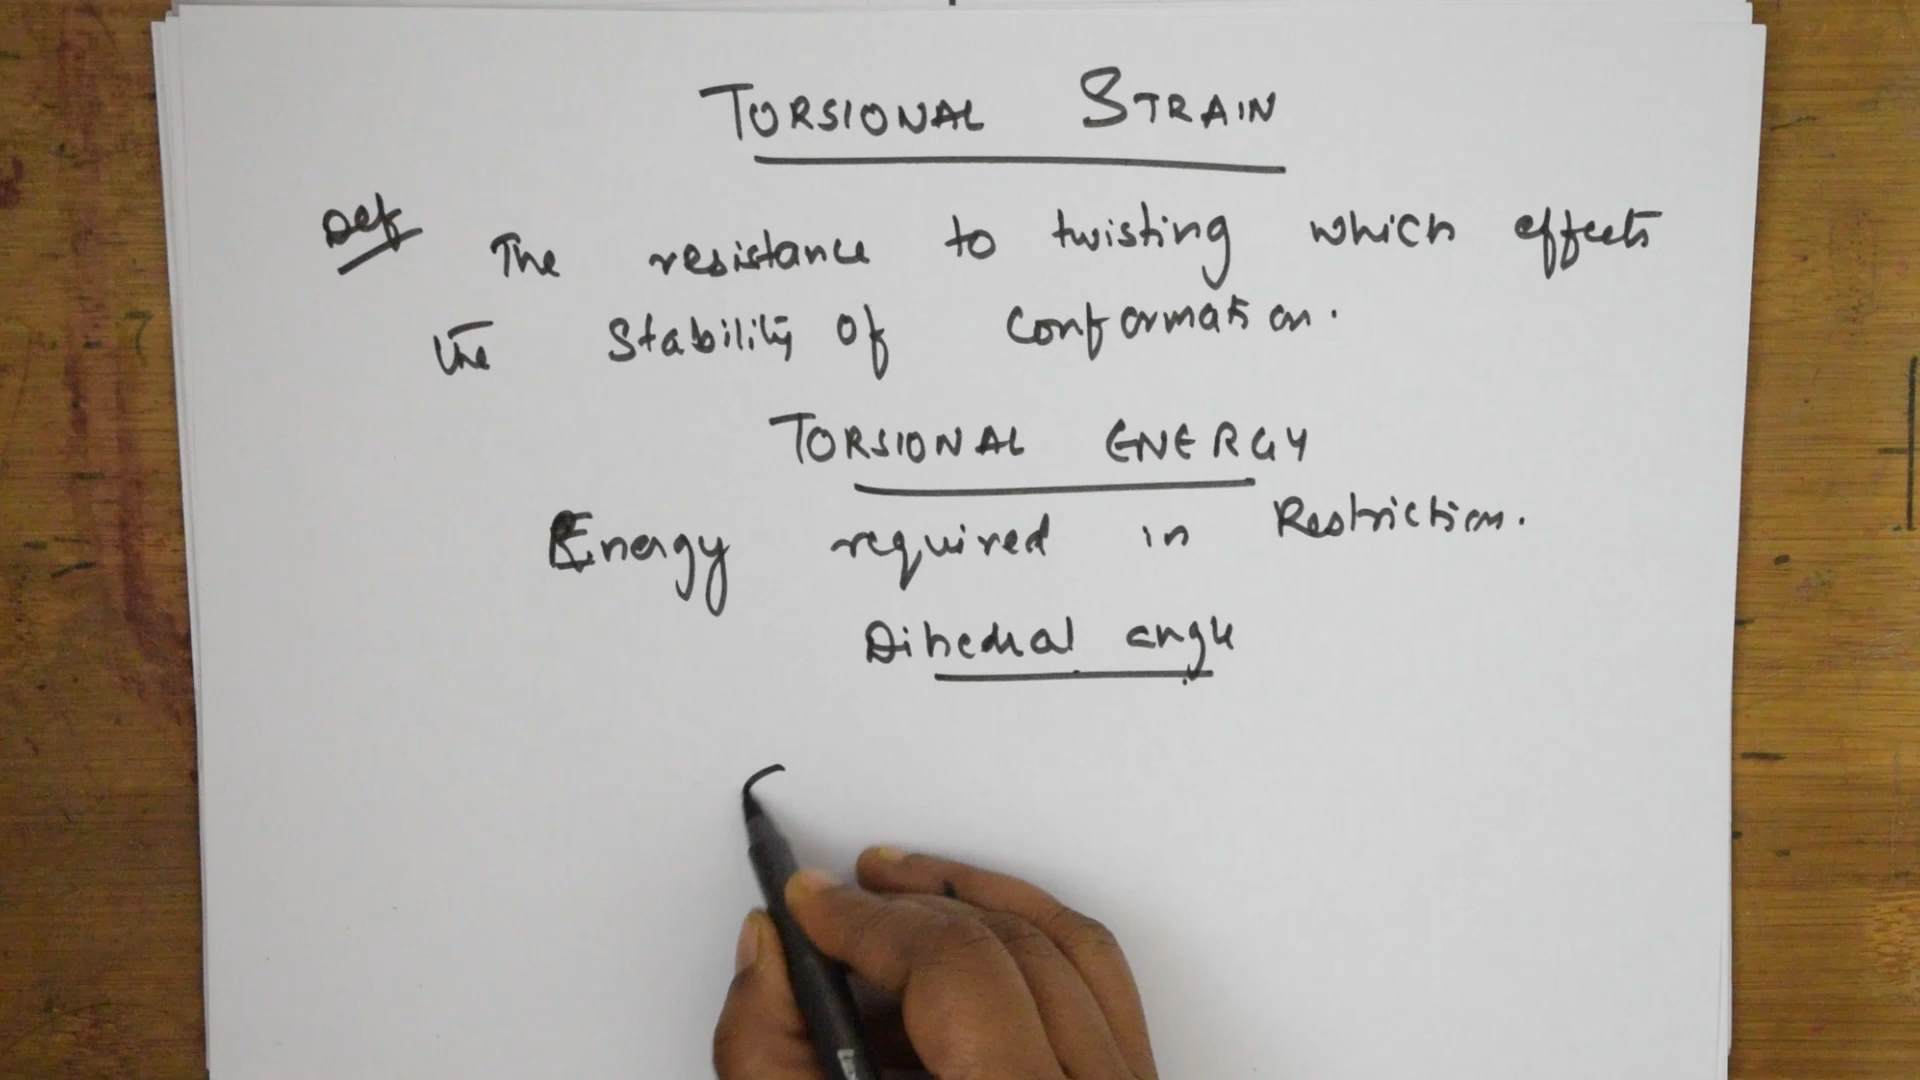 TORSIONAL STRAIN
Def The resistance to twisting which effects
the stability of conformation.
TORSIONAL ENERGY
Energy required in Restriction.
Dihedral angle